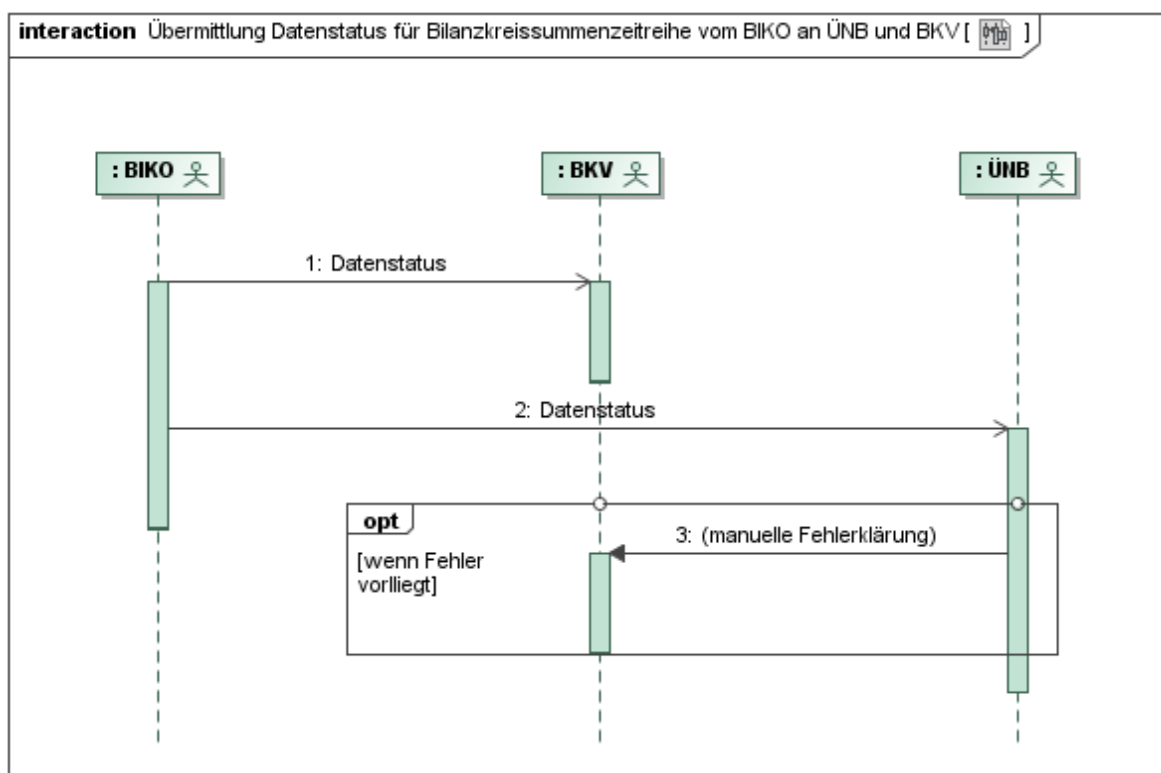 interaction Übermittlung Datenstatus für Bilanzkreissummenzeitreihe vom BIKO an ÜNB und BKV [ ]
: BIKO
: BKV
: ÜNB
1: Datenstatus
2: Datenstatus
opt
3: (manuelle Fehlerklärung)
[wenn Fehler
vorlliegt]